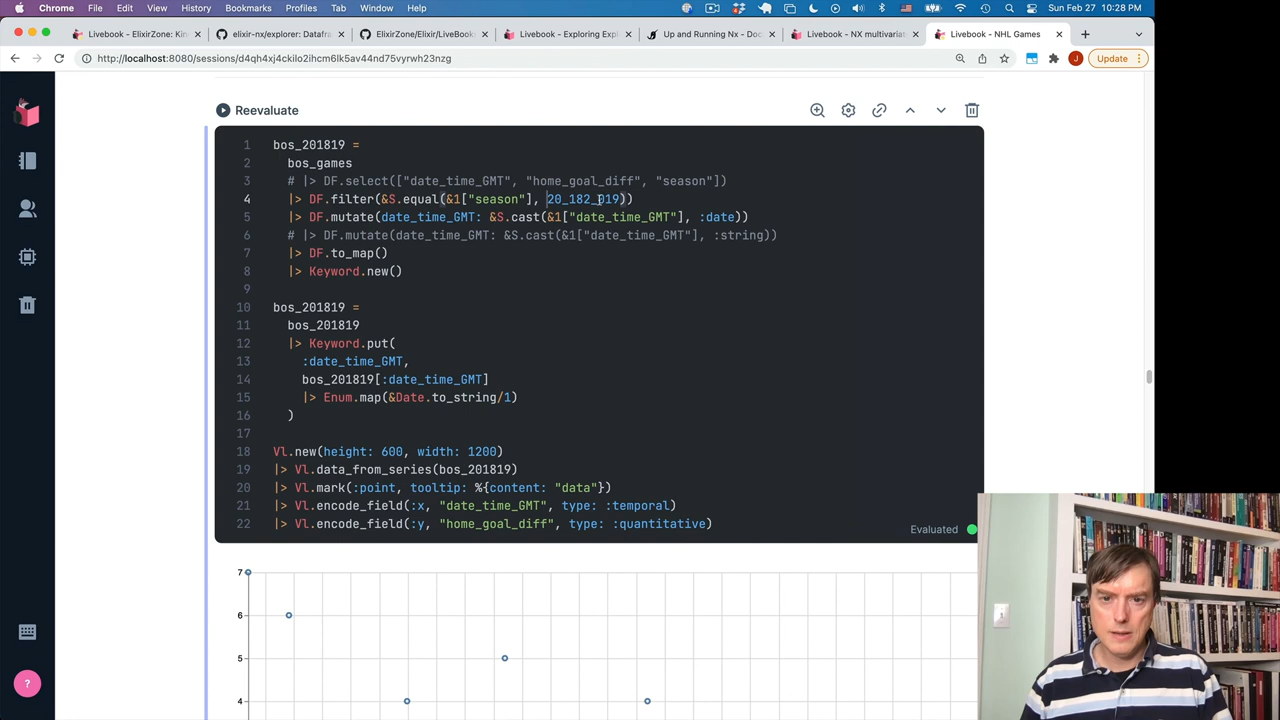 Chrome File Edit View History Bookmarks Profiles Tab Window Help Sun Feb 27 10:28 PM
Livebook - ElixirZone: Kin elixir-nx/explorer: Datafra ElixirZone/Elixir/LiveBook Livebook - Exploring Expl Up and Running Nx - Doc Livebook - NX multivariat Livebook - NHL Games
http://localhost:8080/sessions/d4qh4xj4ckilo2ihcm6lk5av44nd75vyrwh23tzg J Update
Reevaluate
1 bos_201819 =
2 bos_games
3 # |> DF.select(["date_time_GMT", "home_goal_diff", "season"])
4 |> DF.filter(&S.equal(&1["season"], 20_182_019))
5 |> DF.mutate(date_time_GMT: &S.cast(&1["date_time_GMT"], :date))
6 # |> DF.mutate(date_time_GMT: &S.cast(&1["date_time_GMT"], :string))
7 |> DF.to_map()
8 |> Keyword.new()
9
10 bos_201819 =
11 bos_201819
12 |> Keyword.put(
13 :date_time_GMT,
14 bos_201819[:date_time_GMT]
15 |> Enum.map(&Date.to_string/1)
16 )
17
18 Vl.new(height: 600, width: 1200)
19 |> Vl.data_from_series(bos_201819)
20 |> Vl.mark(:point, tooltip: %{content: "data"})
21 |> Vl.encode_field(:x, "date_time_GMT", type: :temporal)
22 |> Vl.encode_field(:y, "home_goal_diff", type: :quantitative)
Evaluated
7
6
5
4
?